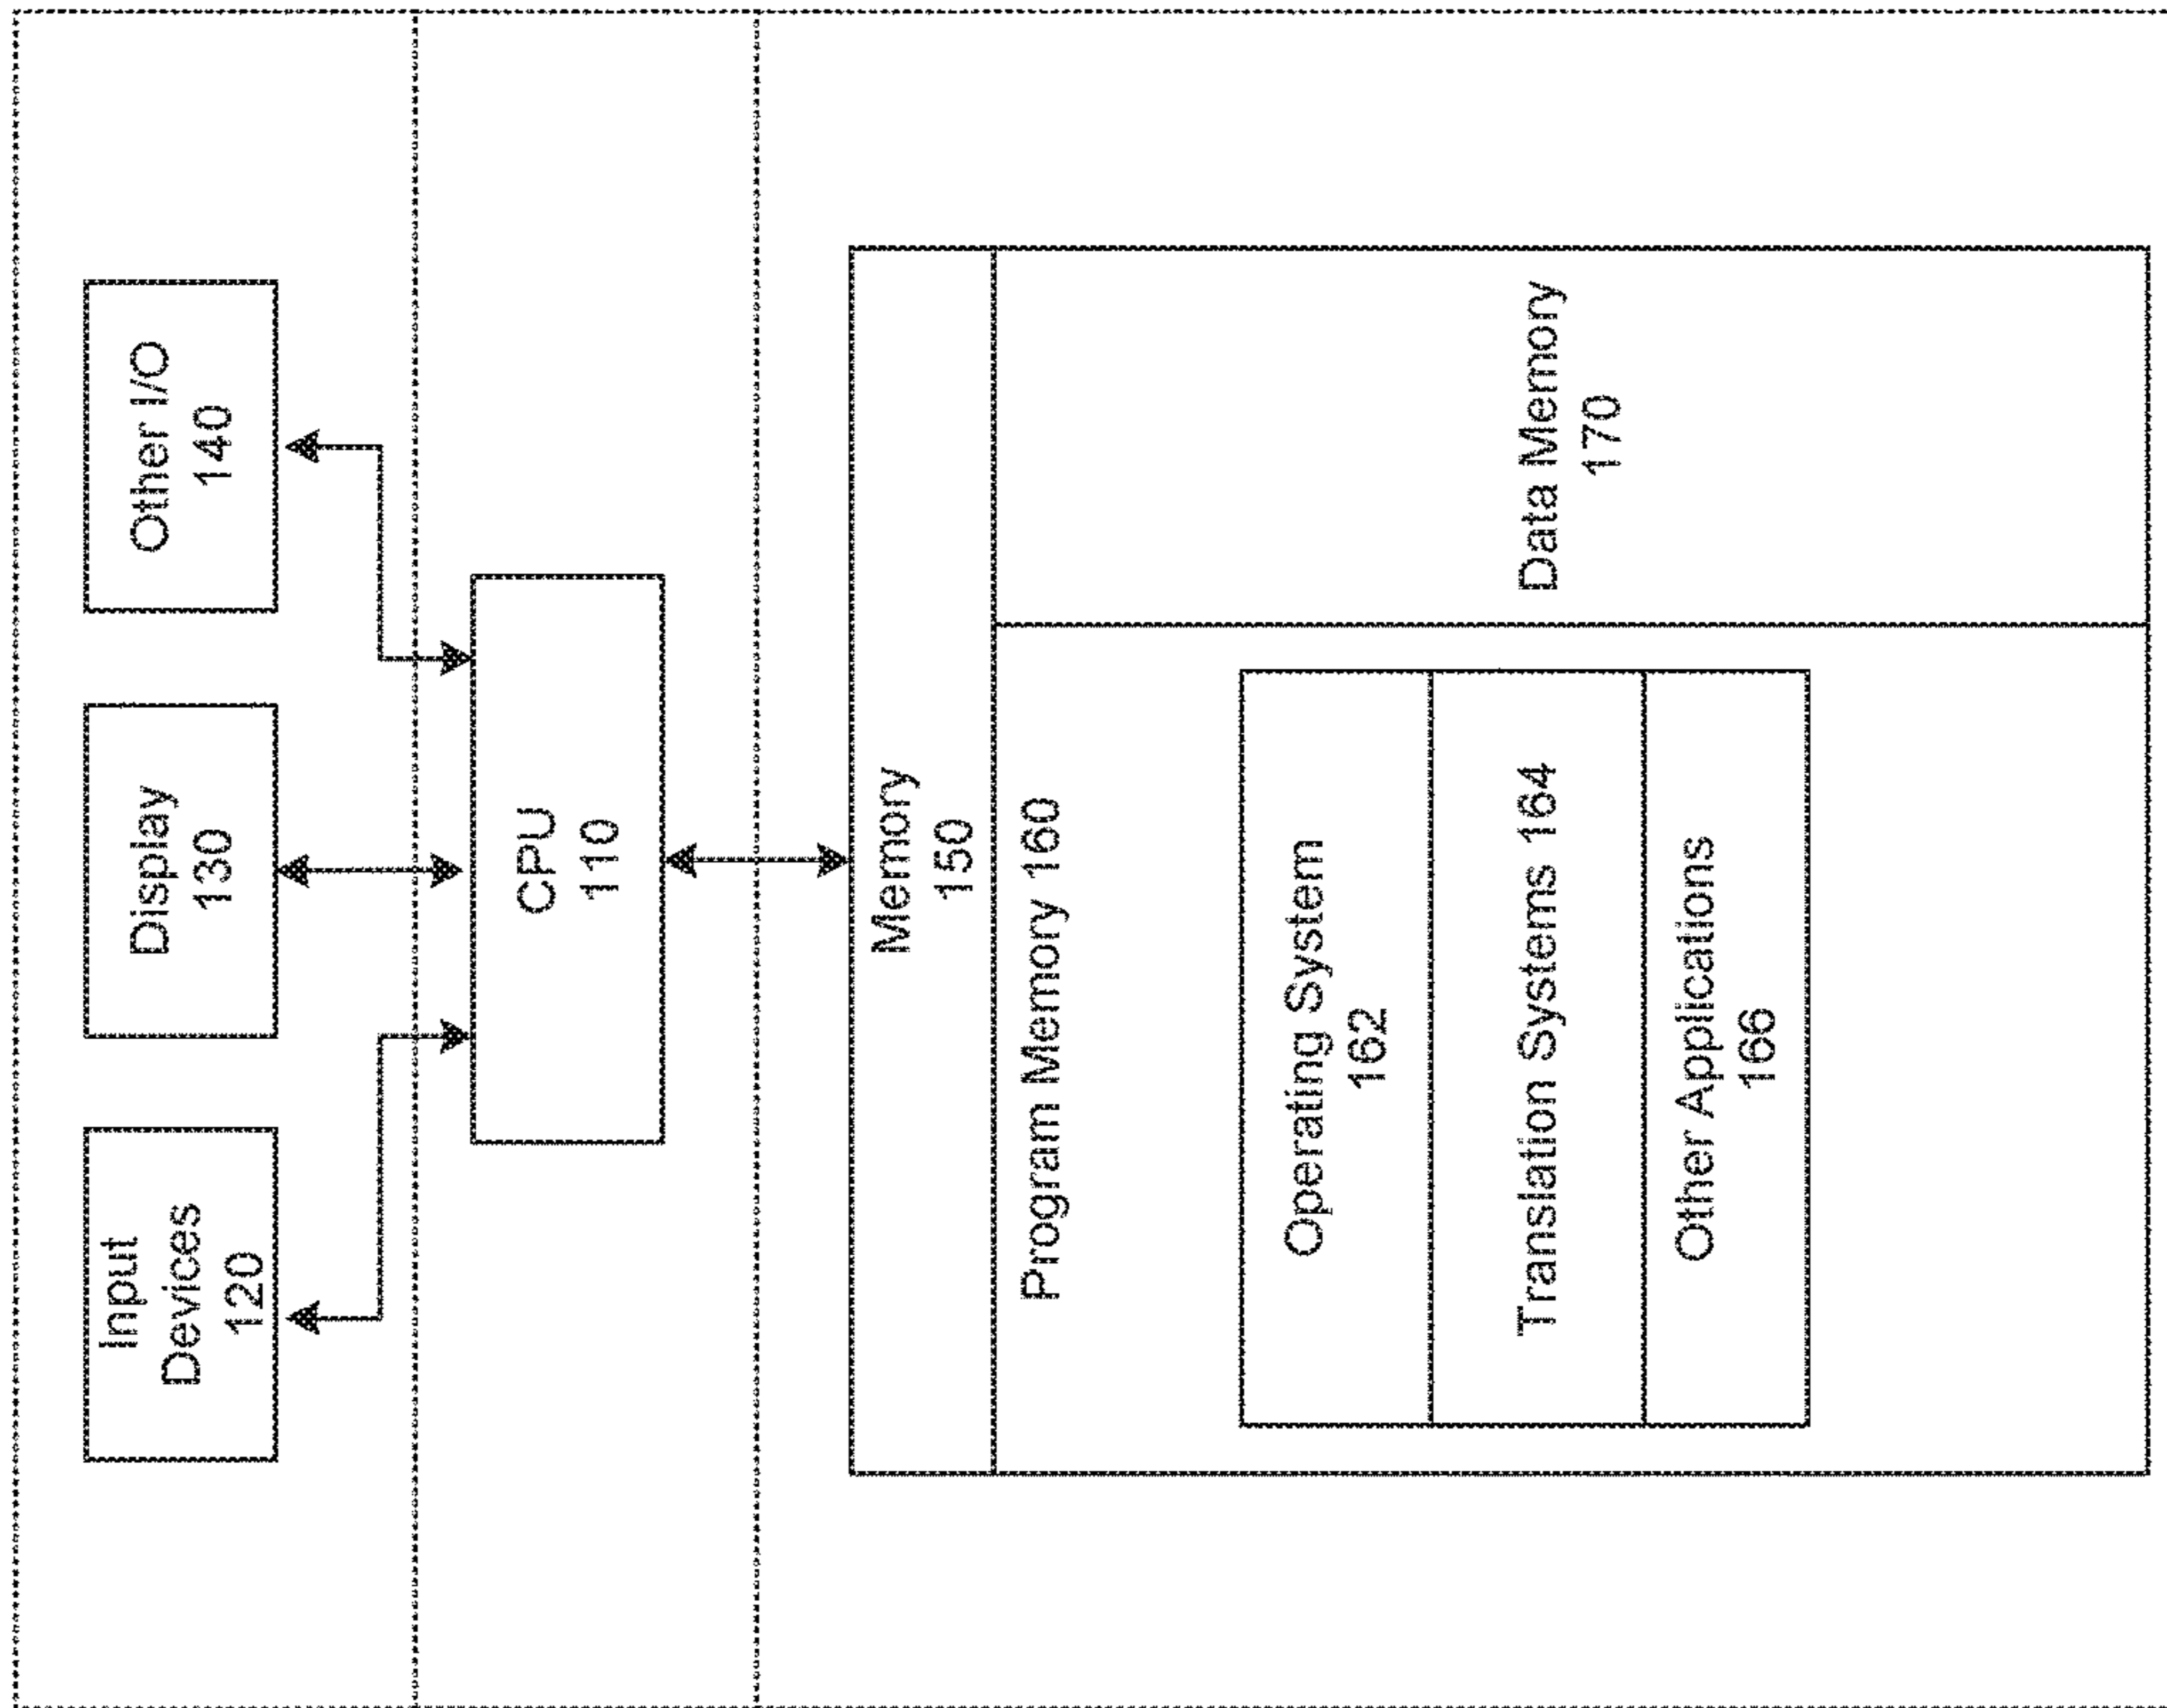 Input
Devices
120
Display
130
Other I/O
140
CPU
110
Memory
150
Program Memory 160
Operating System
162
Translation Systems 164
Other Applications
166
Data Memory
170